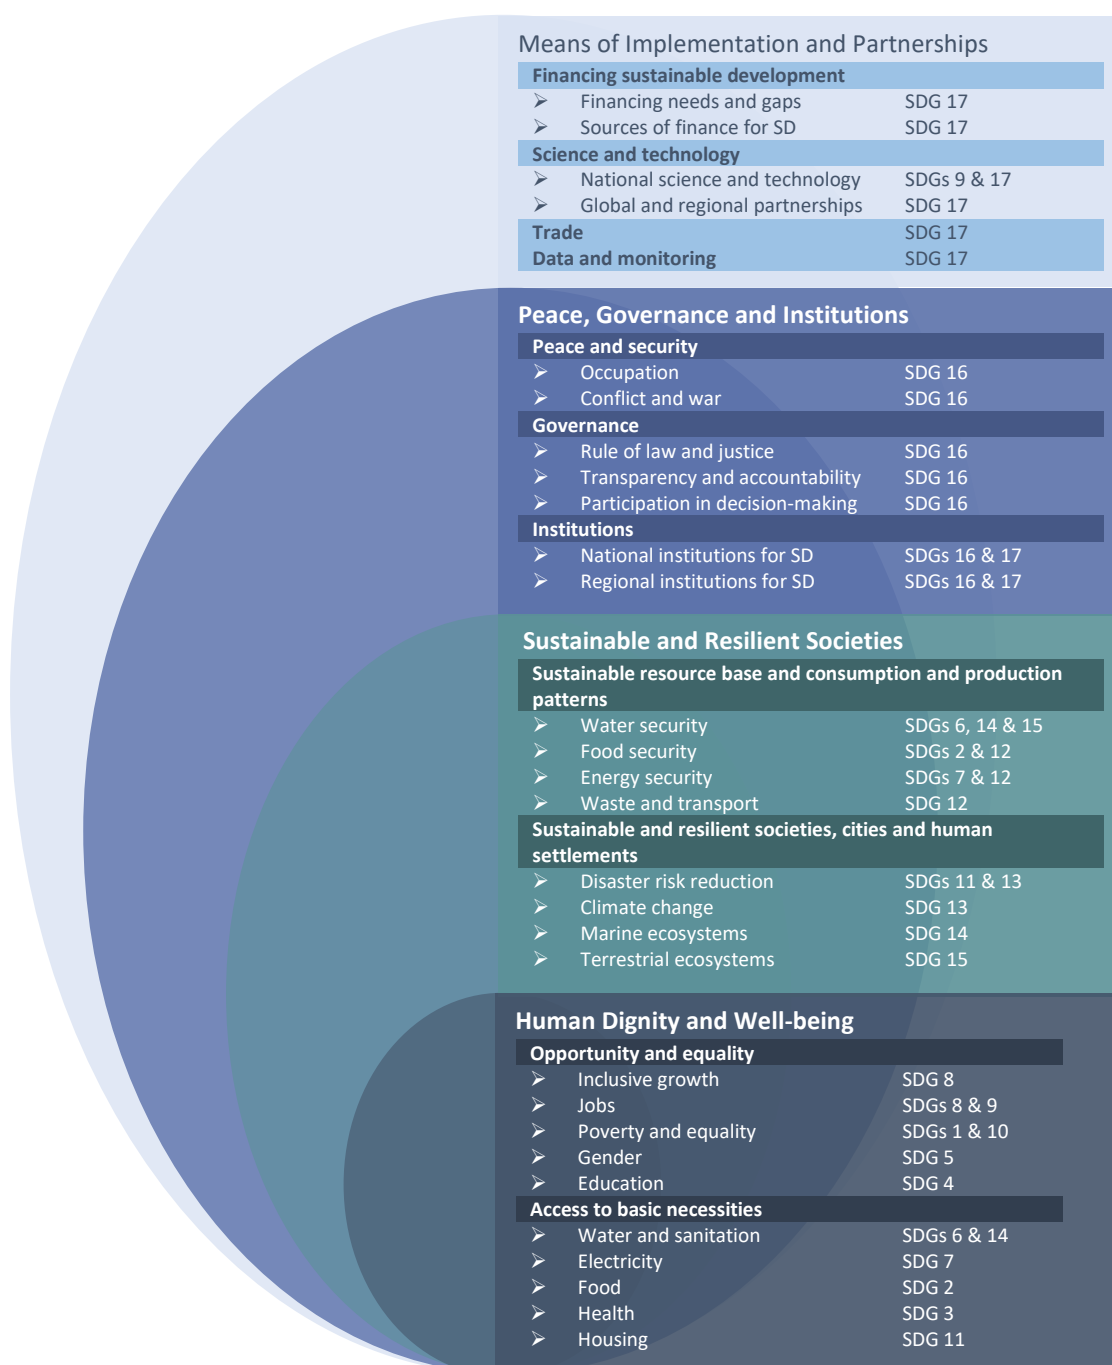 Means of Implementation and Partnerships
Financing sustainable development
➢ Financing needs and gaps SDG 17
➢ Sources of finance for SD SDG 17
Science and technology
➢ National science and technology SDGs 9 & 17
➢ Global and regional partnerships SDG 17
Trade SDG 17
Data and monitoring SDG 17
Peace, Governance and Institutions
Peace and security
➢ Occupation SDG 16
➢ Conflict and war SDG 16
Governance
➢ Rule of law and justice SDG 16
➢ Transparency and accountability SDG 16
➢ Participation in decision-making SDG 16
Institutions
➢ National institutions for SD SDGs 16 & 17
➢ Regional institutions for SD SDGs 16 & 17
Sustainable and Resilient Societies
Sustainable resource base and consumption and production
patterns
➢ Water security SDGs 6, 14 & 15
➢ Food security SDGs 2 & 12
➢ Energy security SDGs 7 & 12
➢ Waste and transport SDG 12
Sustainable and resilient societies, cities and human
settlements
➢ Disaster risk reduction SDGs 11 & 13
➢ Climate change SDG 13
➢ Marine ecosystems SDG 14
➢ Terrestrial ecosystems SDG 15
Human Dignity and Well-being
Opportunity and equality
➢ Inclusive growth SDG 8
➢ Jobs SDGs 8 & 9
➢ Poverty and equality SDGs 1 & 10
➢ Gender SDG 5
➢ Education SDG 4
Access to basic necessities
➢ Water and sanitation SDGs 6 & 14
➢ Electricity SDG 7
➢ Food SDG 2
➢ Health SDG 3
➢ Housing SDG 11